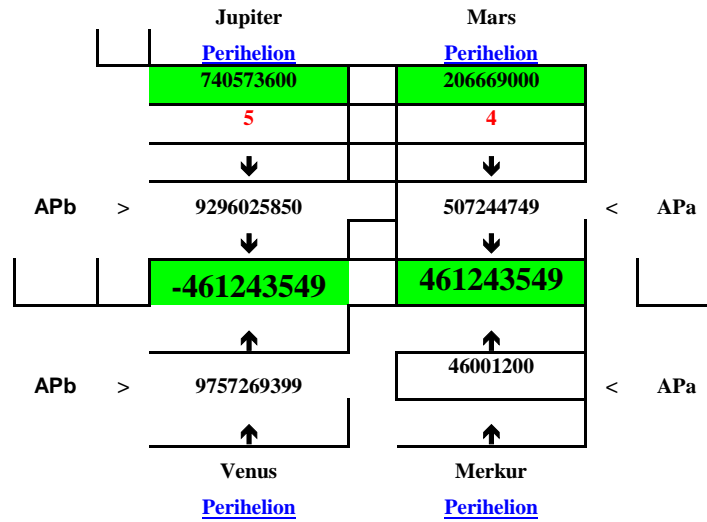 Jupiter Mars
Perihelion Perihelion
740573600 206669000
5 4
APb > 9296025850 507244749 < APa
-461243549 461243549
46001200
APb > 9757269399 < APa
Venus Merkur
Perihelion Perihelion